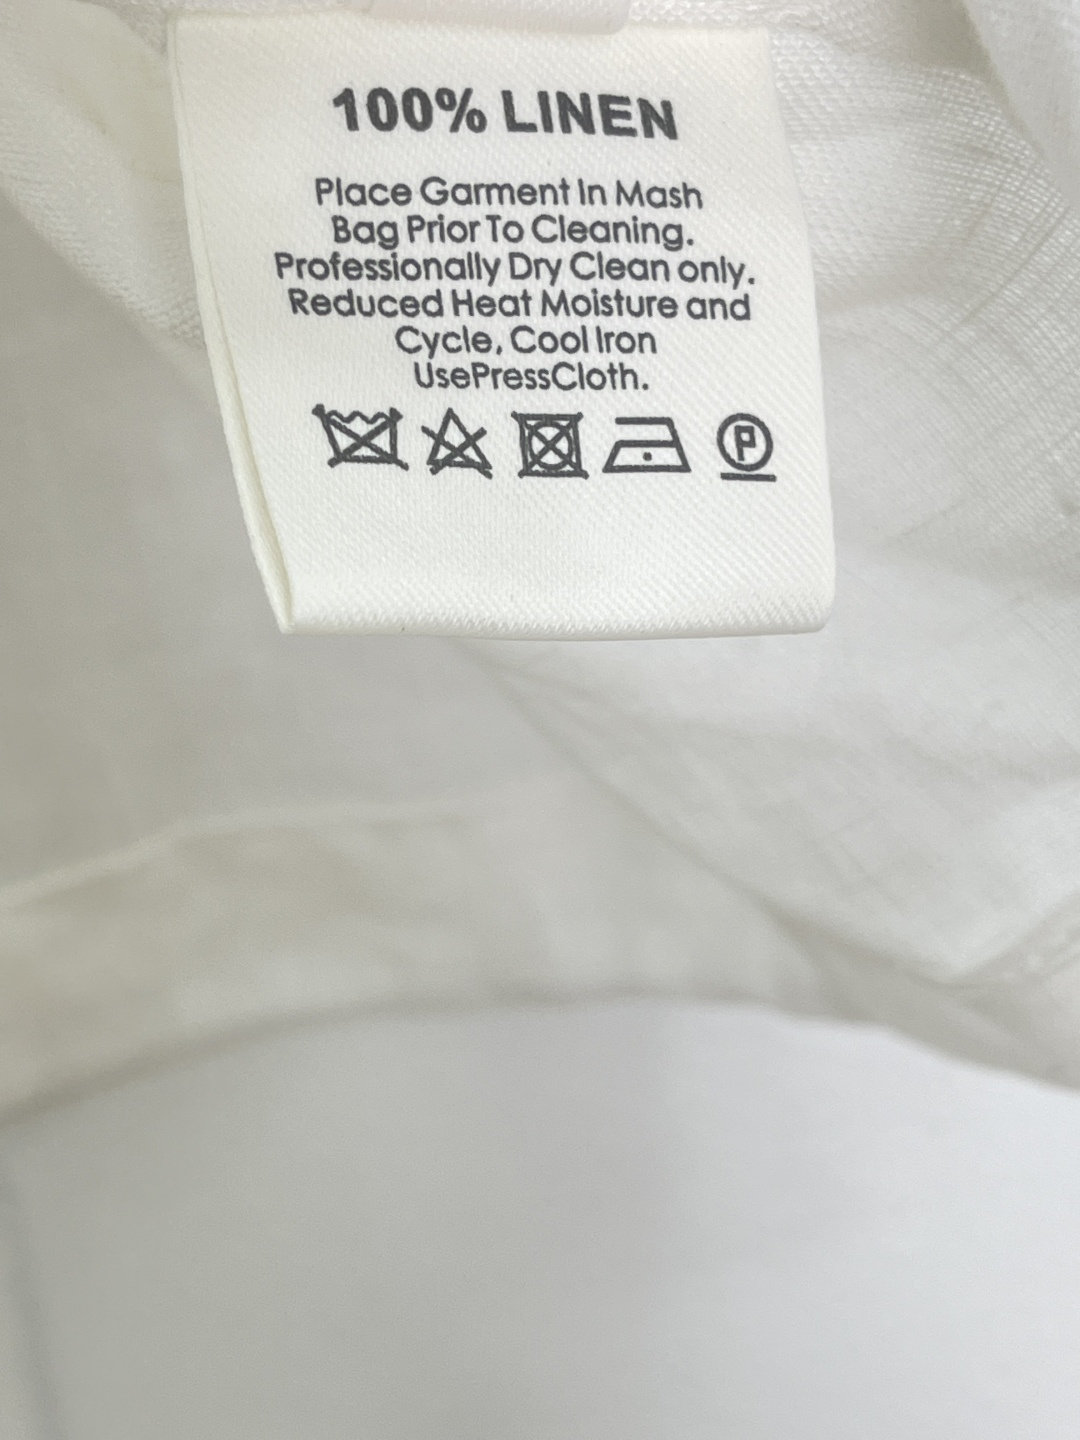 100% LINEN
Place Garment In Mash
Bag Prior To Cleaning.
Professionally Dry Clean only.
Reduced Heat Moisture and
Cycle, Cool Iron
UsePressCloth.
P